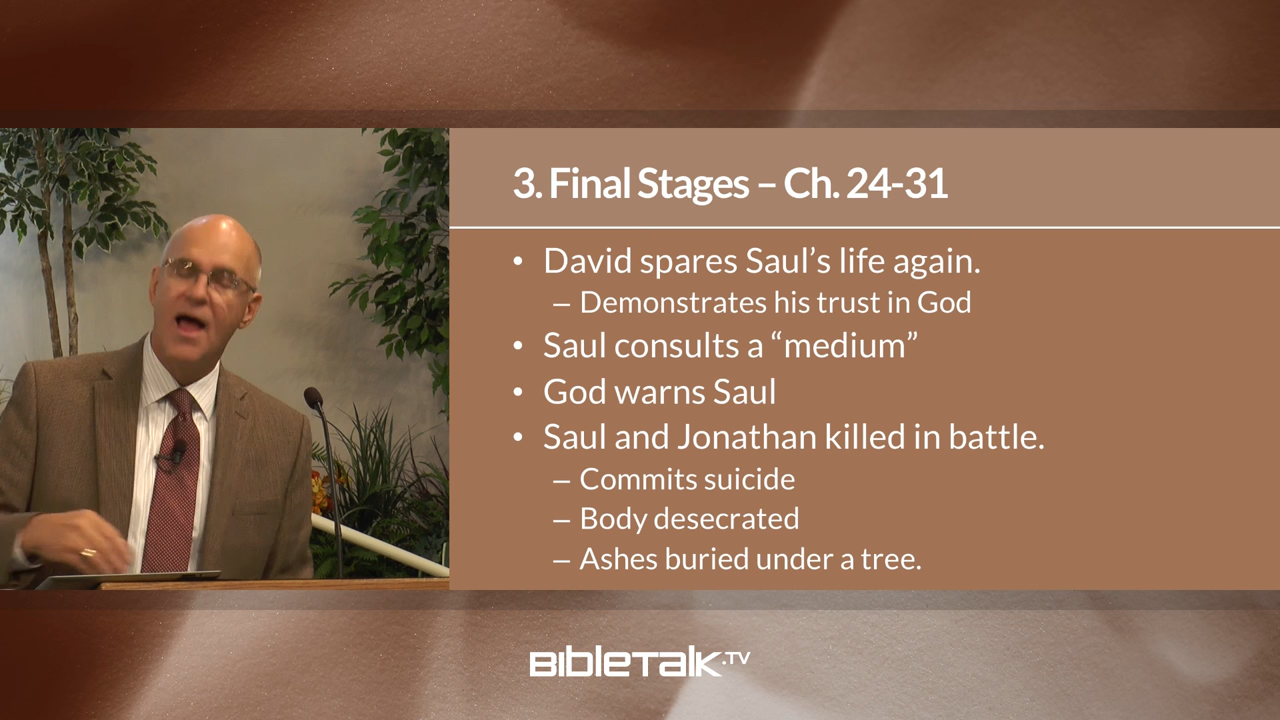 3. Final Stages – Ch. 24-31
• David spares Saul’s life again.
– Demonstrates his trust in God
• Saul consults a “medium”
• God warns Saul
• Saul and Jonathan killed in battle.
– Commits suicide
– Body desecrated
– Ashes buried under a tree.
BibleTalk.TV